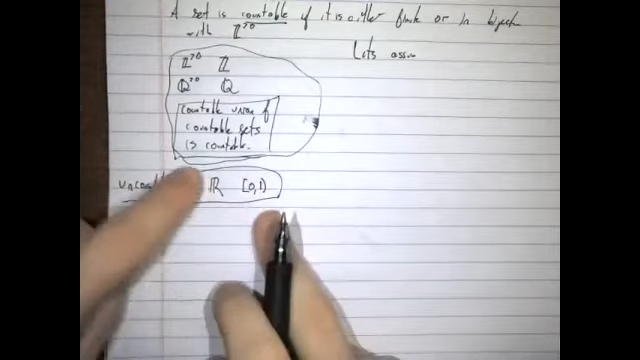 A set is countable if it is either finite or in bijection
with ℤ^>0
Lets assum
ℤ^>0 ℤ
ℚ^>0 ℚ
countable union of
countable sets
is countable.
ℝ [0,1)